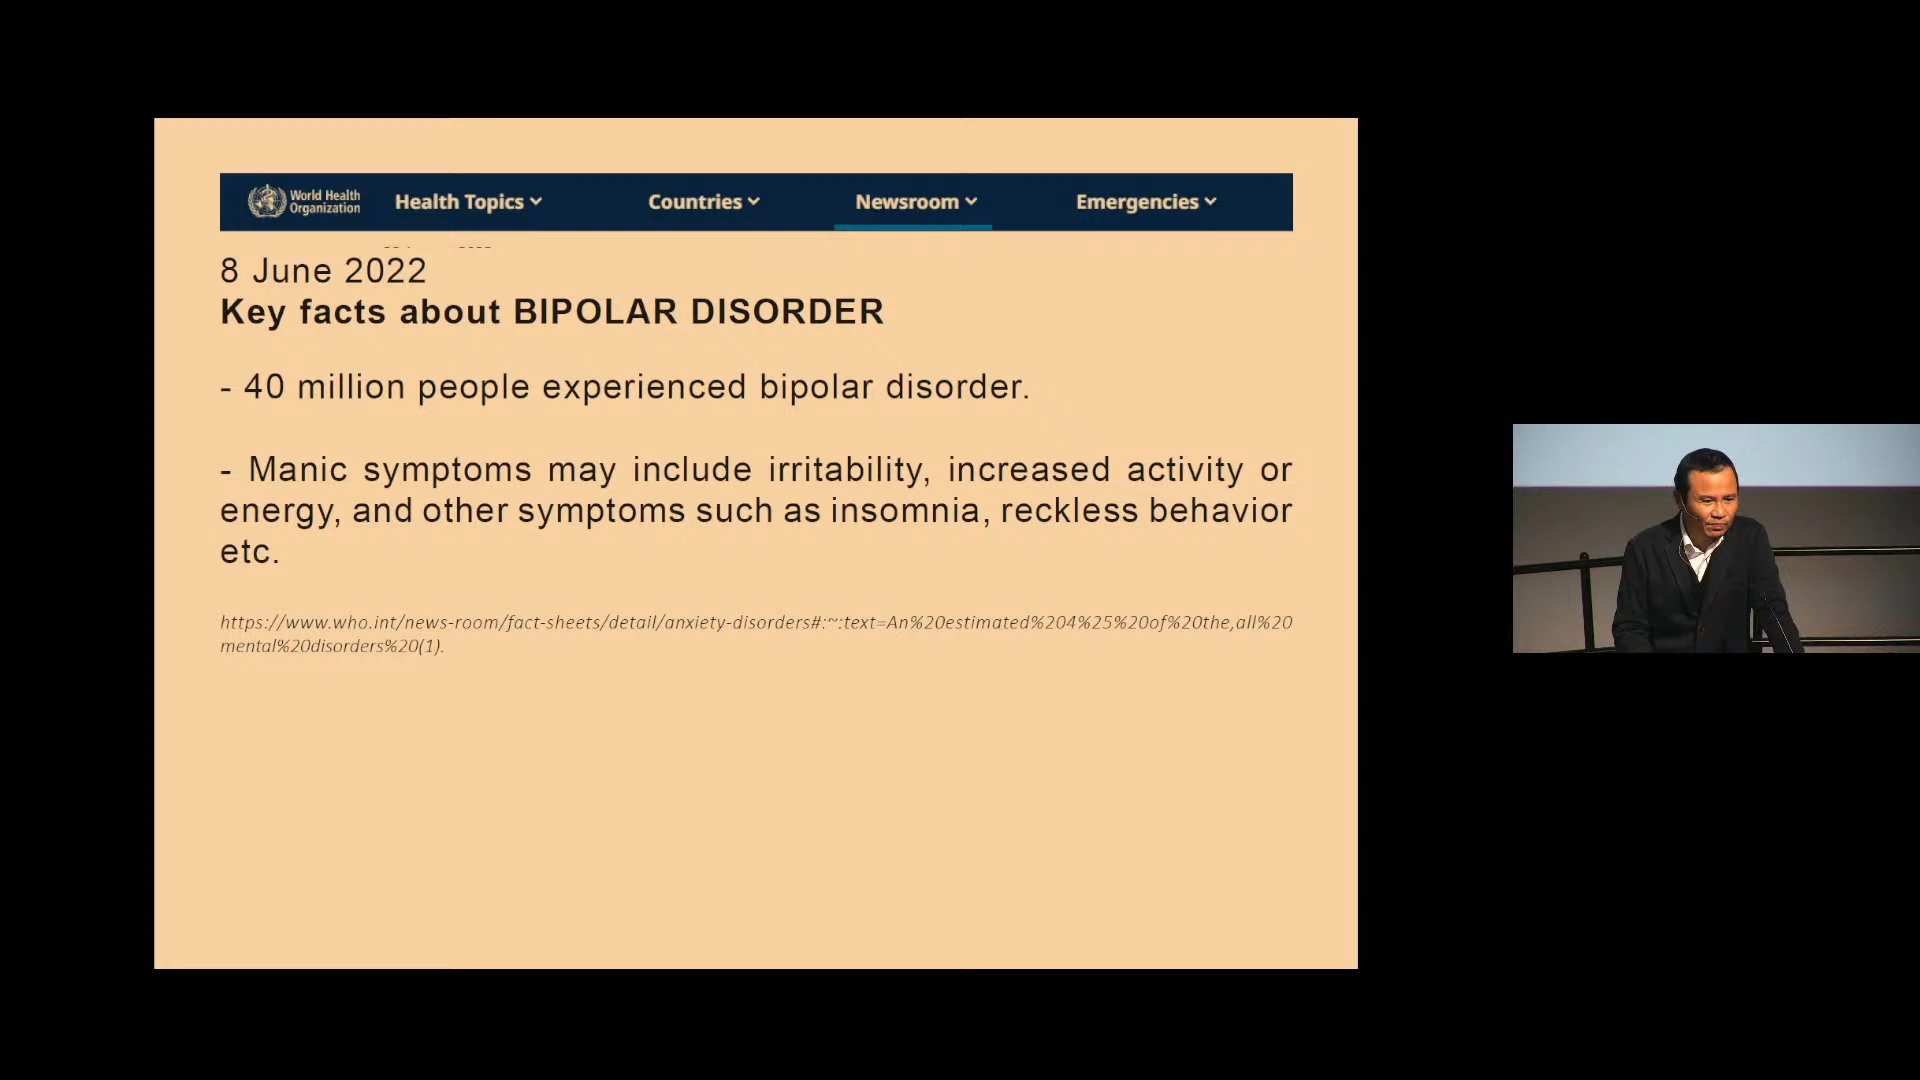 World Health
Organization
Health Topics
Countries
Newsroom
Emergencies
8 June 2022
Key facts about BIPOLAR DISORDER
- 40 million people experienced bipolar disorder.
- Manic symptoms may include irritability, increased activity or
energy, and other symptoms such as insomnia, reckless behavior
etc.
https://www.who.int/news-room/fact-sheets/detail/anxiety-disorders#:~:text=An%20estimated%204%25%20of%20the,all%20
mental%20disorders%20(1).